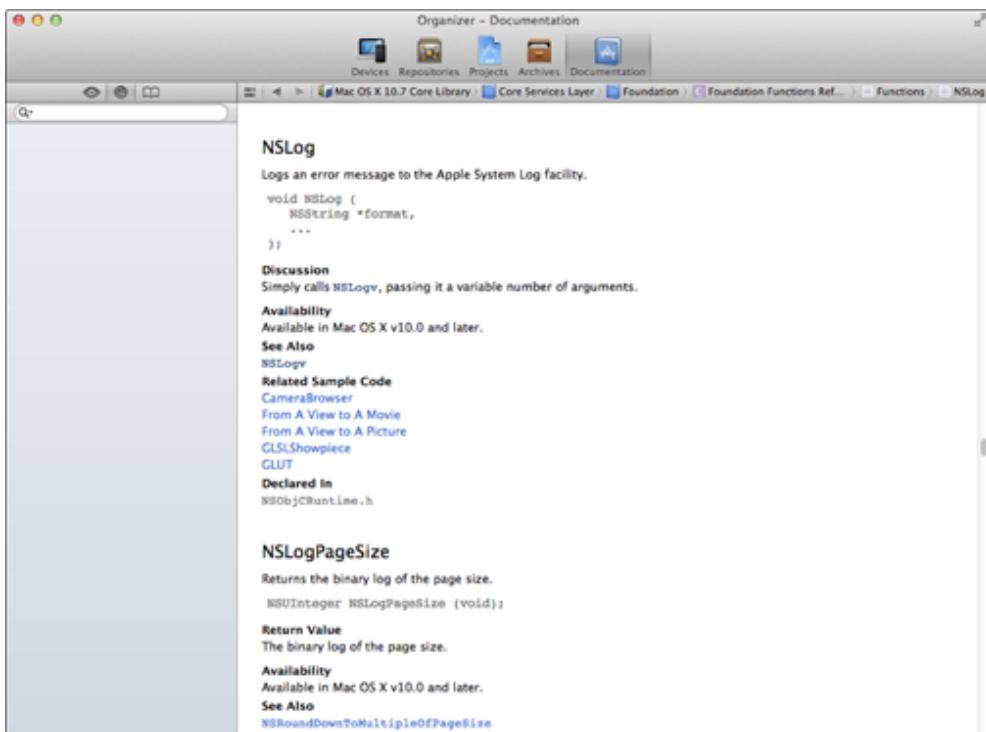 Organizer – Documentation
Devices Repositories Projects Archives Documentation
Mac OS X 10.7 Core Library Core Services Layer Foundation Foundation Functions Ref... Functions NSLog
NSLog
Logs an error message to the Apple System Log facility.
void NSLog (
NSString *format,
...
);
Discussion
Simply calls NSLogv, passing it a variable number of arguments.
Availability
Available in Mac OS X v10.0 and later.
See Also
NSLogv
Related Sample Code
CameraBrowser
From A View to A Movie
From A View to A Picture
GLSLShowpiece
GLUT
Declared In
NSObjCRuntime.h
NSLogPageSize
Returns the binary log of the page size.
NSUInteger NSLogPageSize (void);
Return Value
The binary log of the page size.
Availability
Available in Mac OS X v10.0 and later.
See Also
NSRoundDownToMultipleOfPageSize